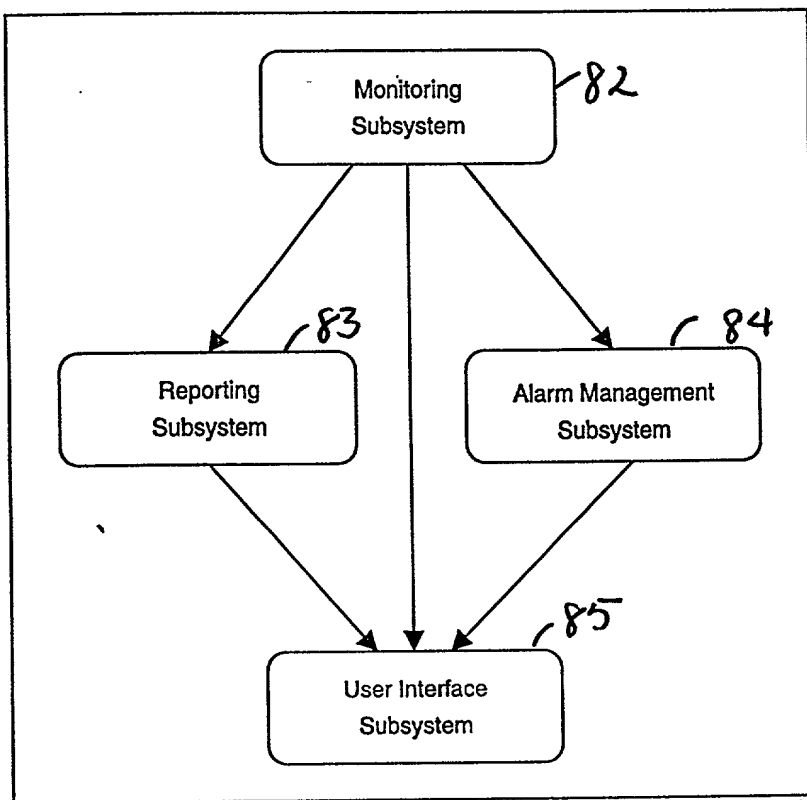 Monitoring
Subsystem
82
83
84
Reporting
Subsystem
Alarm Management
Subsystem
85
User Interface
Subsystem